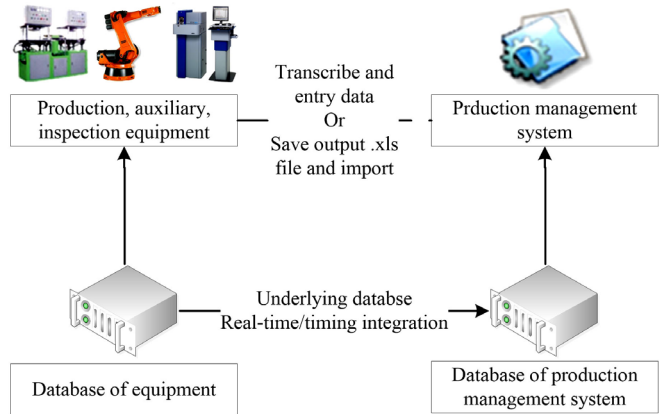 Production, auxiliary,
inspection equipment
Transcribe and
entry data
Or
Save output .xls
file and import
Prduction management
system
Underlying databse
Real-time/timing integration
Database of equipment
Database of production
management system